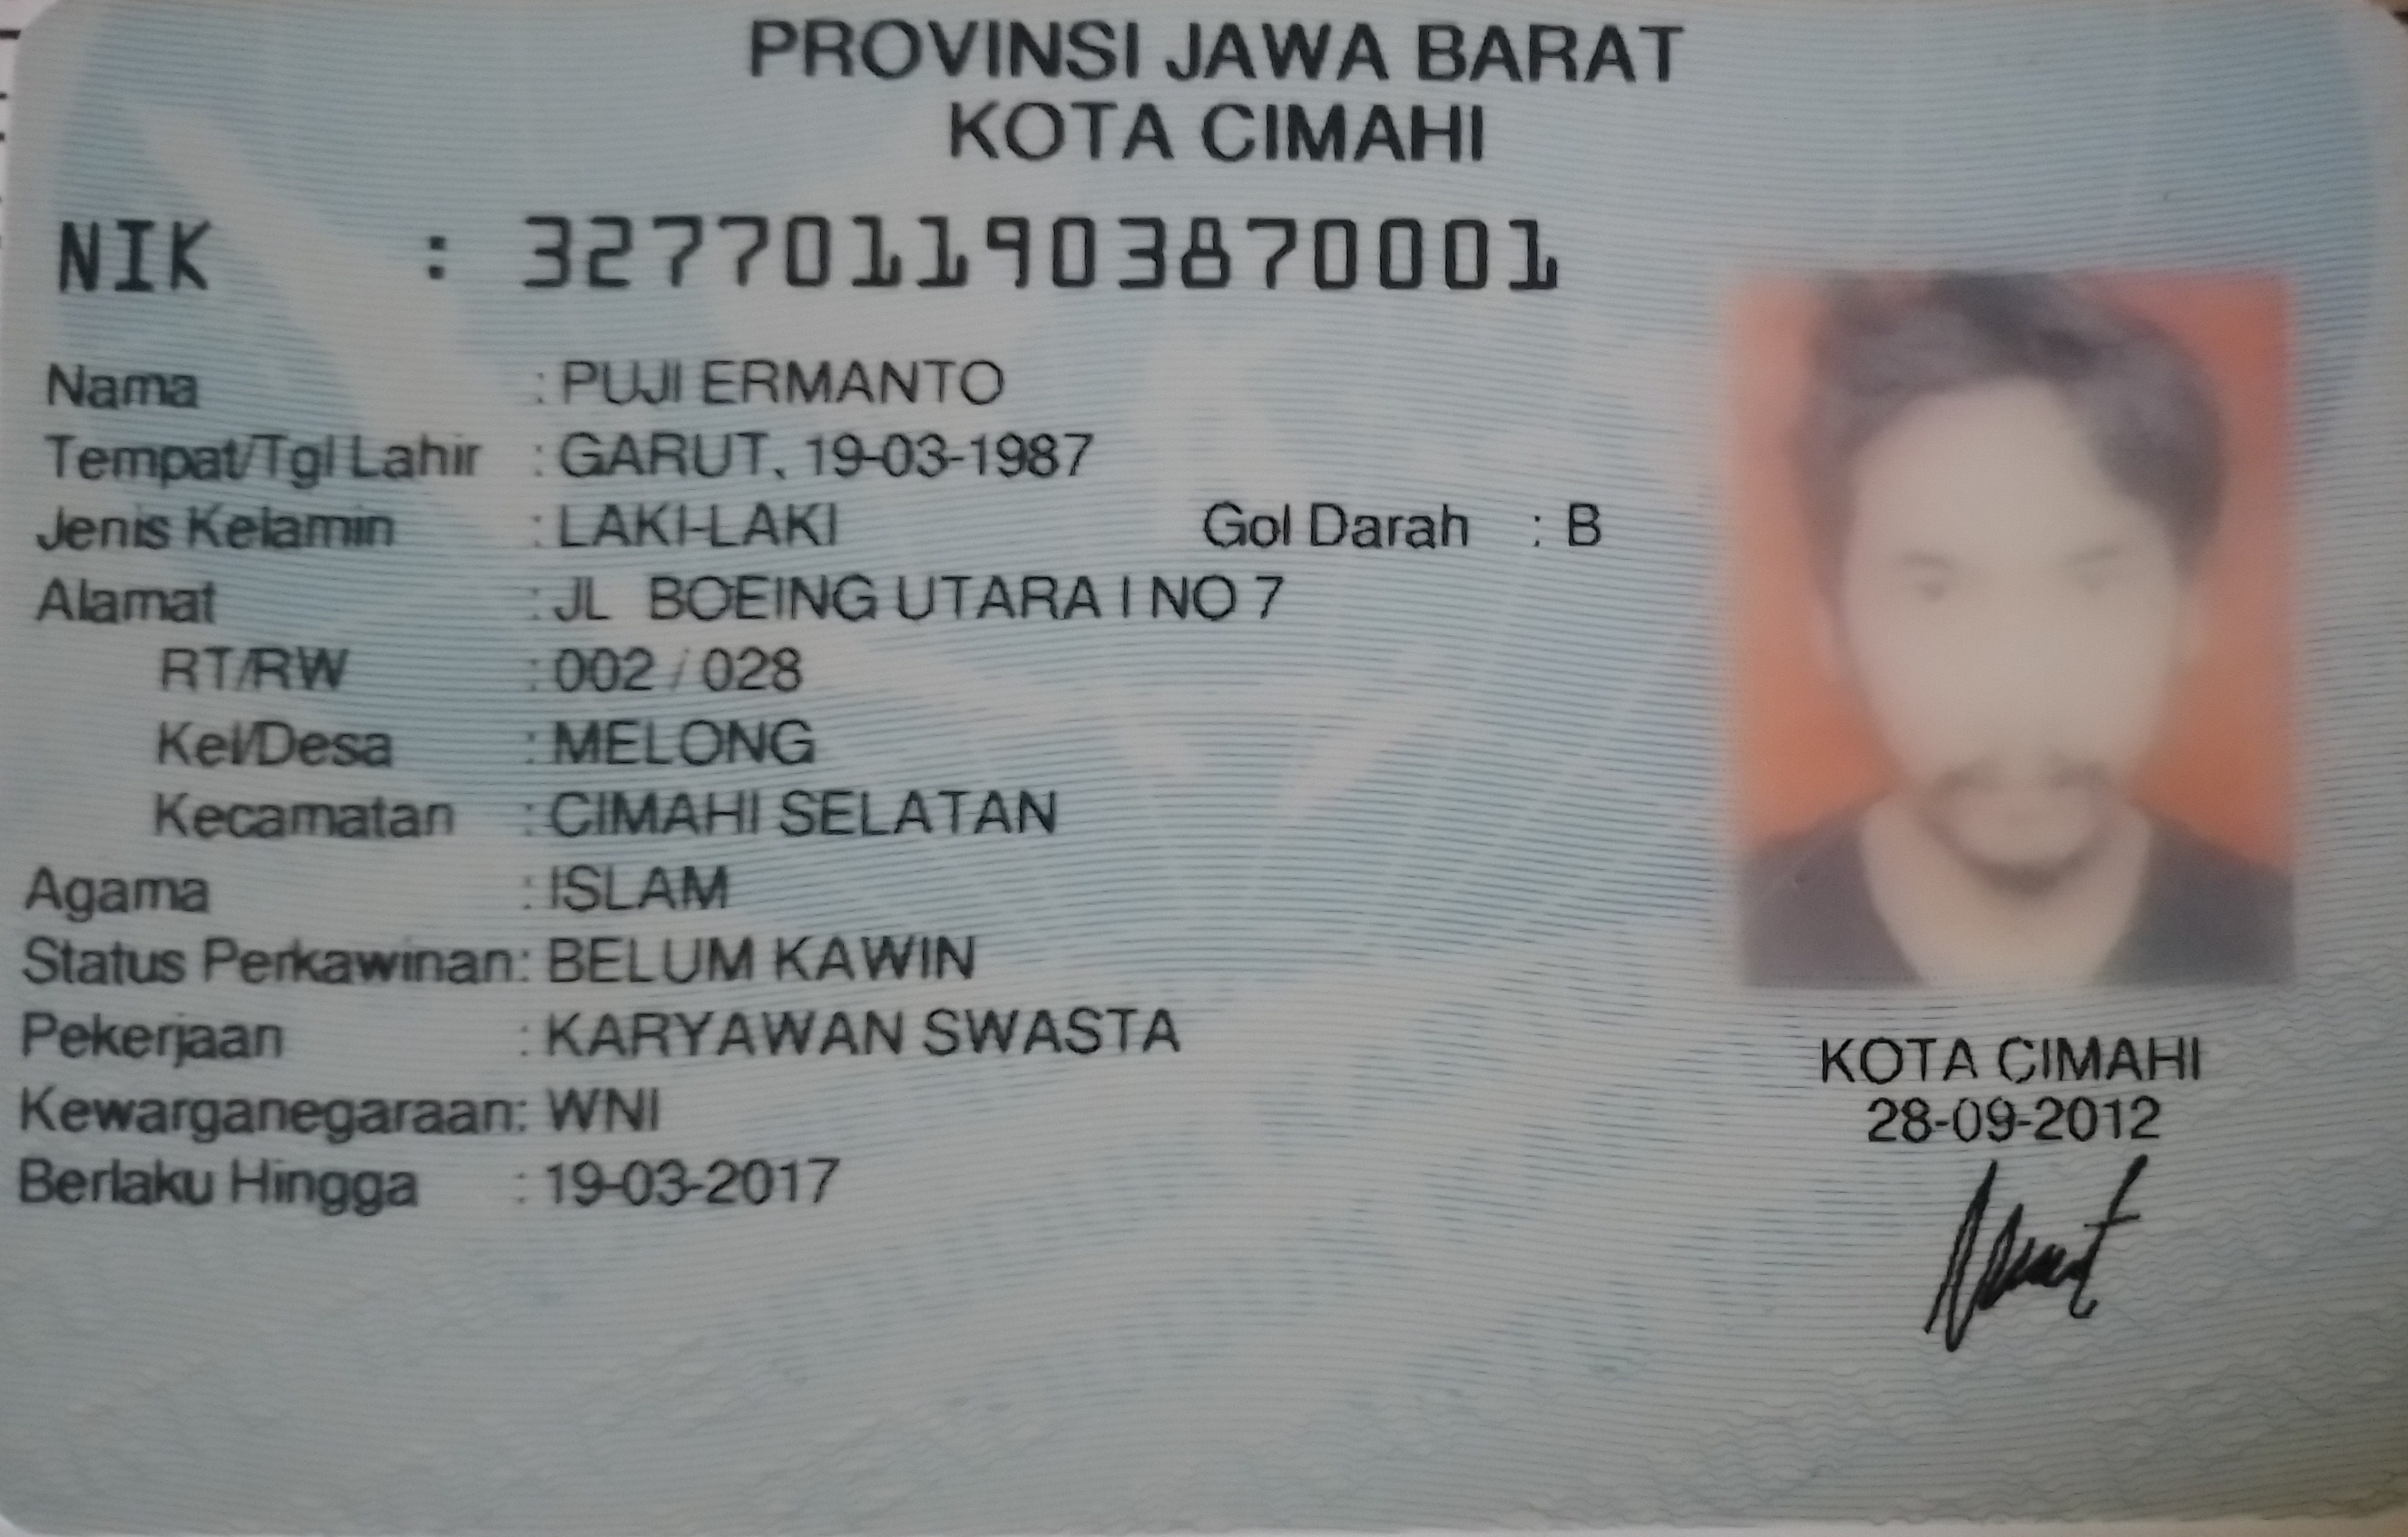 PROVINSI JAWA BARAT
KOTA CIMAHI
NIK : 3277011903870001
Nama : PUJI ERMANTO
Tempat/Tgl Lahir : GARUT, 19-03-1987
Jenis Kelamin : LAKI-LAKI Gol Darah : B
Alamat : JL BOEING UTARA I NO 7
RT/RW : 002 / 028
Kel/Desa : MELONG
Kecamatan : CIMAHI SELATAN
Agama : ISLAM
Status Perkawinan: BELUM KAWIN
Pekerjaan : KARYAWAN SWASTA
Kewarganegaraan: WNI
Berlaku Hingga : 19-03-2017
KOTA CIMAHI
28-09-2012